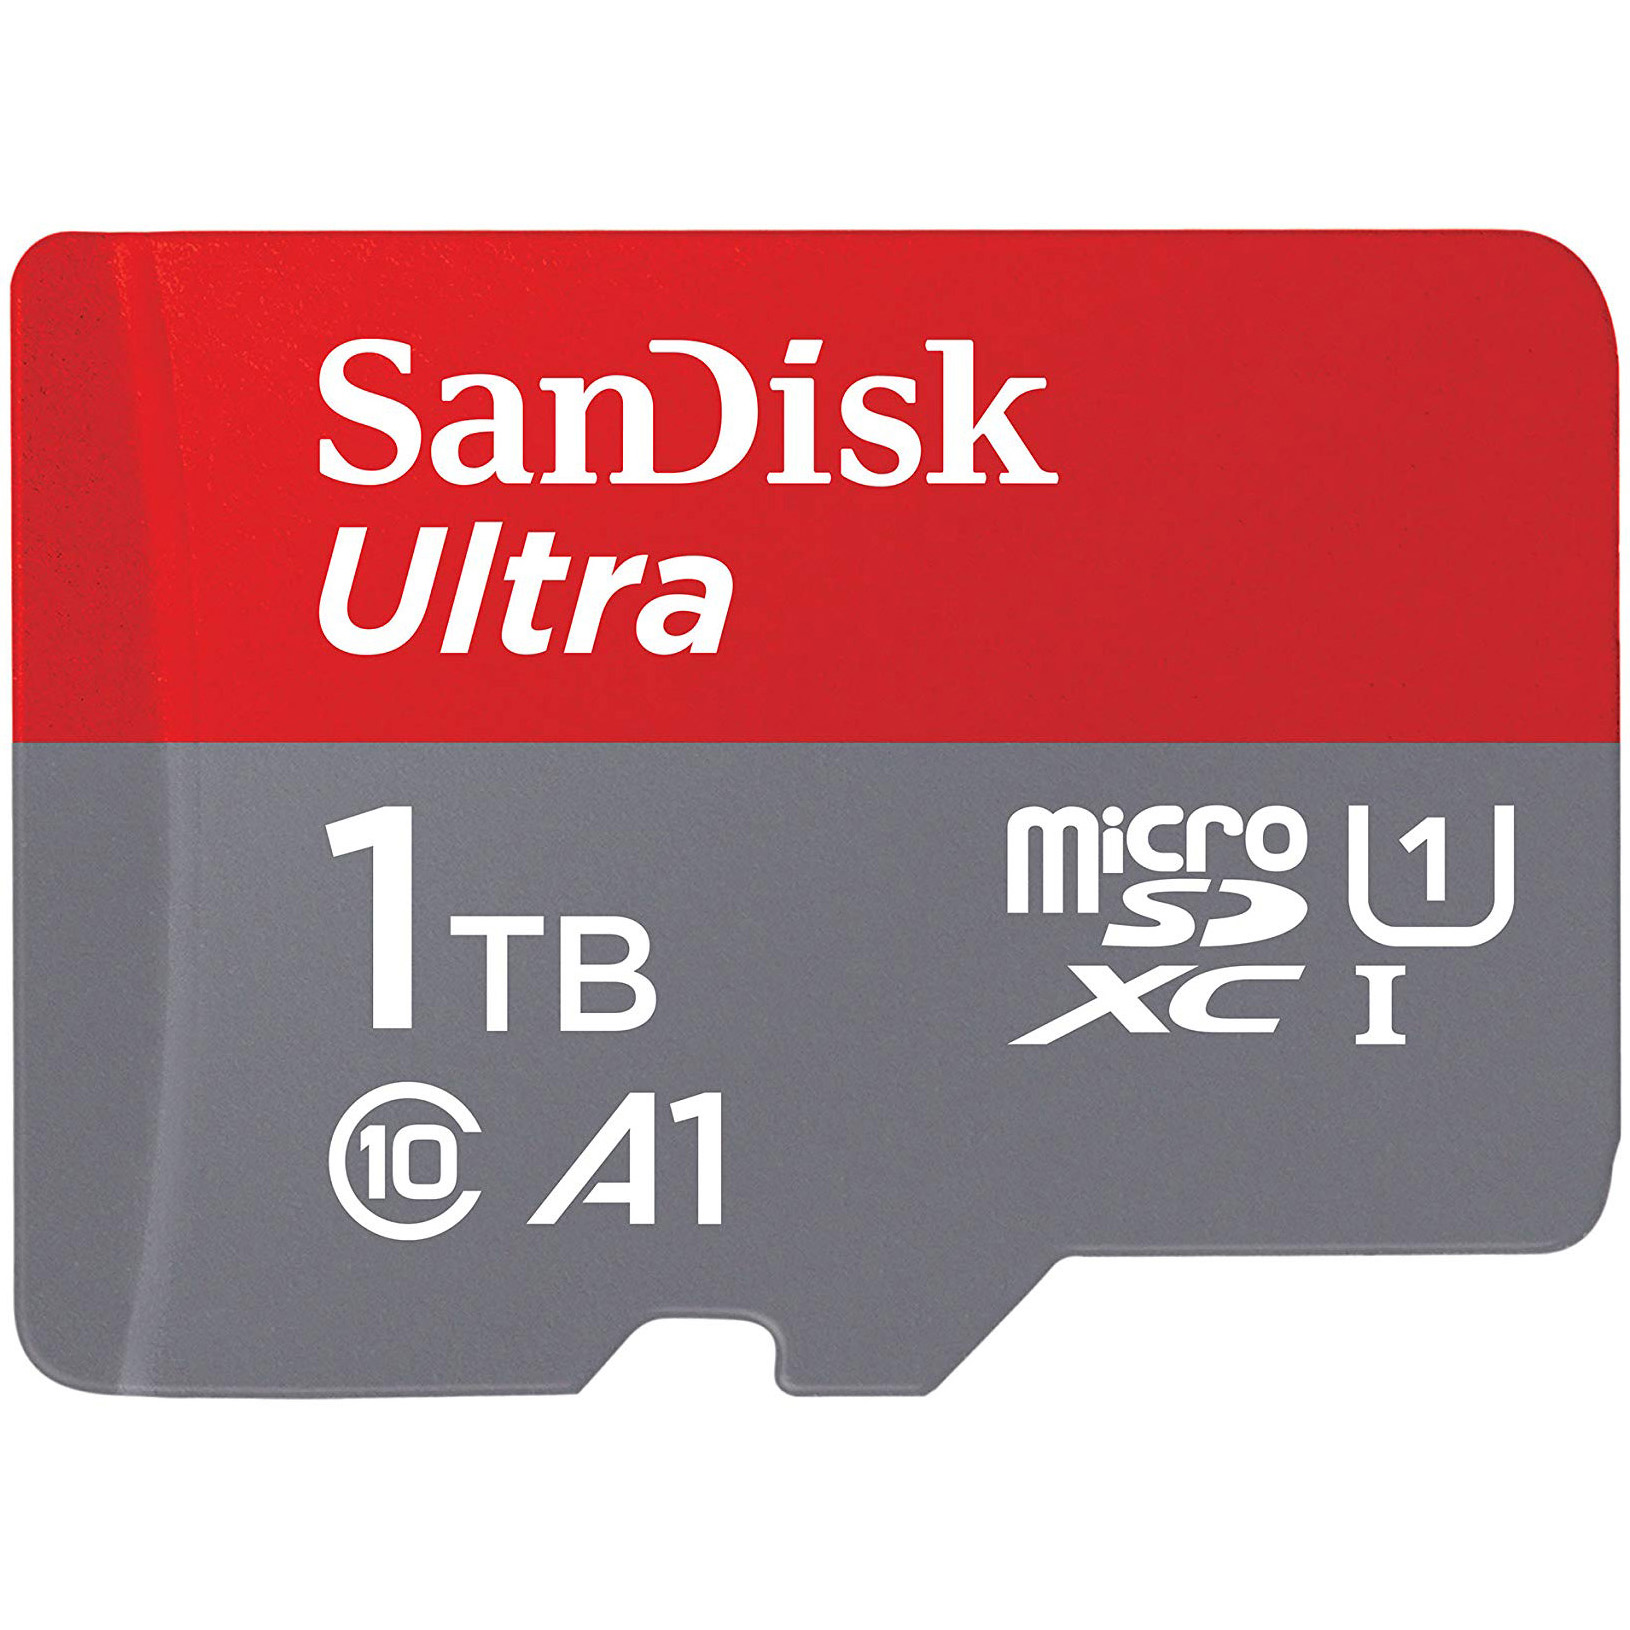 SanDisk
Ultra
1TB
micro SD XC
U1
I
10 A1